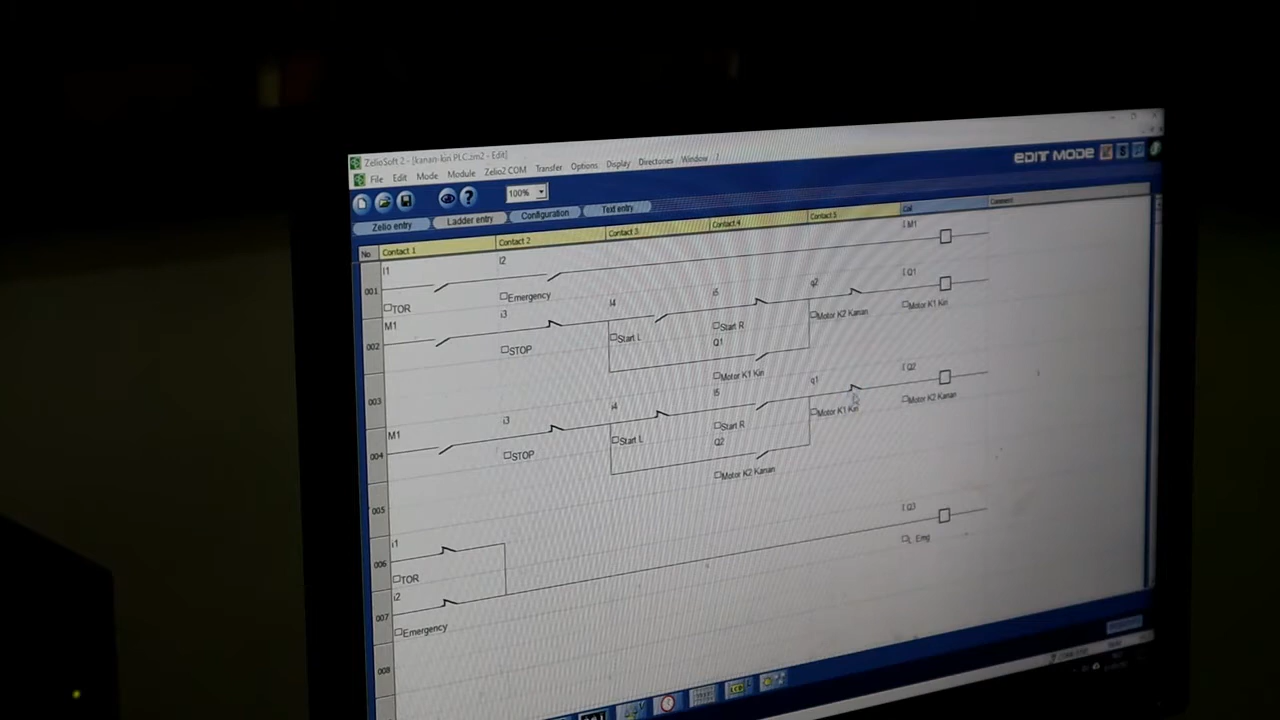 ZelioSoft 2 - [kanan-kiri PLC.zm2 - Edit]
File Edit Mode Module Zelio2 COM Transfer Options Display Directories Window ?
EDIT MODE
100%
Zelio entry Ladder entry Configuration Text entry
No Contact 1 Contact 2 Contact 3 Contact 4 Contact 5 Coil Comment
001 I1 I2 [ M1
TOR Emergency
002 M1 i3 I4 i5 q2 [ Q1
STOP Start L Start R Motor K2 Kanan Motor K1 Kiri
003 Q1
Motor K1 Kiri
004 M1 i3 i4 I5 q1 [ Q2
STOP Start L Start R Motor K1 Kiri Motor K2 Kanan
005 Q2
Motor K2 Kanan
006 i1 [ Q3
TOR L Emg
007 i2
Emergency
008